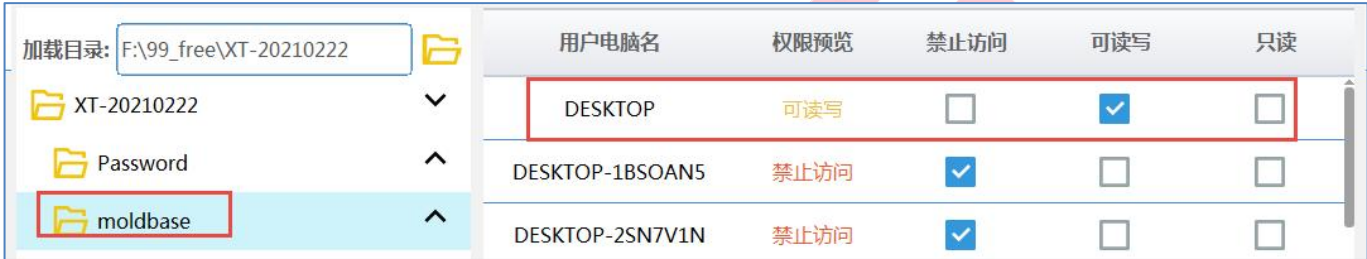 加载目录: F:\99_free\XT-20210222
XT-20210222
Password
moldbase
用户电脑名 权限预览 禁止访问 可读写 只读
DESKTOP 可读写
DESKTOP-1BSOAN5 禁止访问
DESKTOP-2SN7V1N 禁止访问